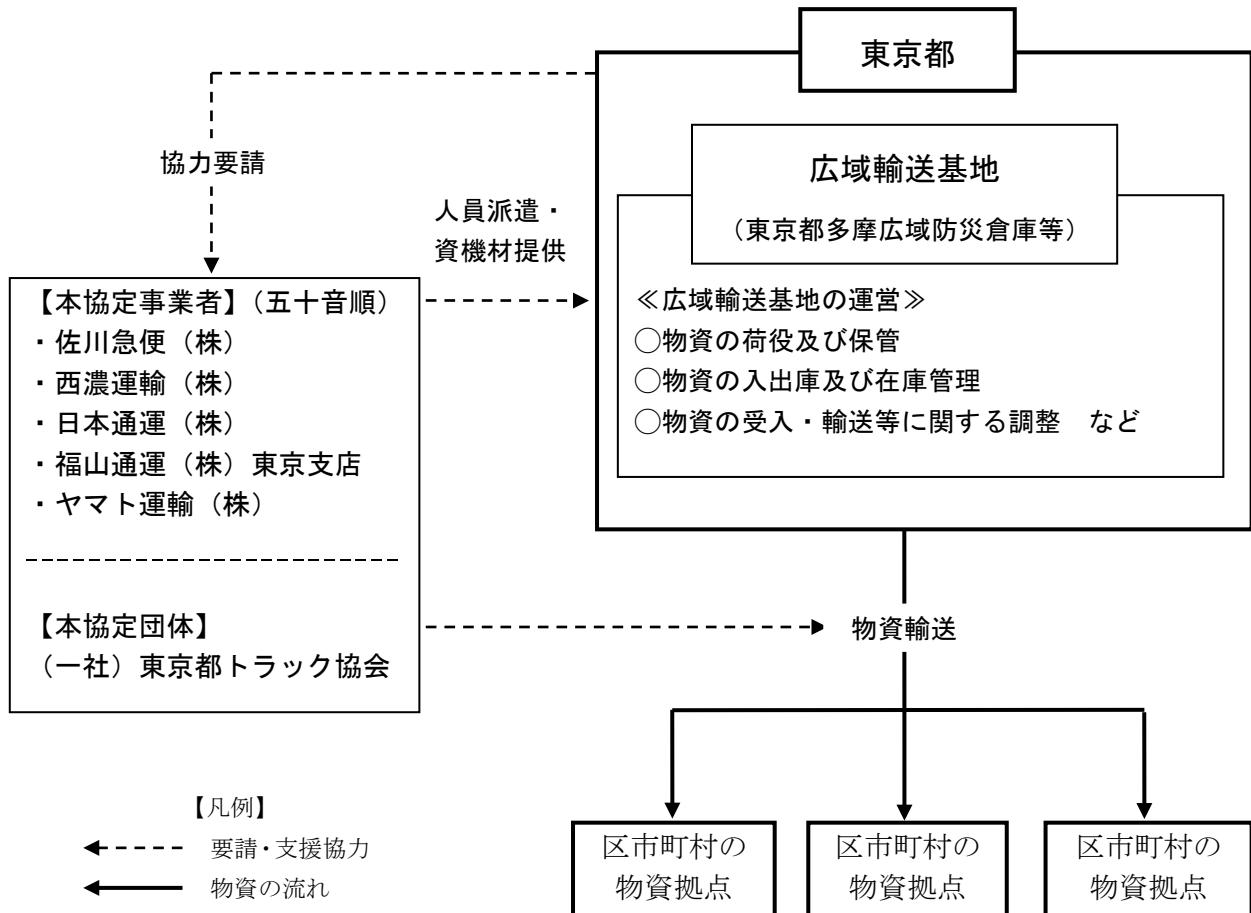 東京都
協力要請
広域輸送基地
（東京都多摩広域防災倉庫等）
人員派遣・
資機材提供
【本協定事業者】（五十音順）
・佐川急便（株）
・西濃運輸（株）
・日本通運（株）
・福山通運（株）東京支店
・ヤマト運輸（株）
≪広域輸送基地の運営≫
○物資の荷役及び保管
○物資の入出庫及び在庫管理
○物資の受入・輸送等に関する調整　など
【本協定団体】
（一社）東京都トラック協会
物資輸送
【凡例】
要請・支援協力
物資の流れ
区市町村の
物資拠点
区市町村の
物資拠点
区市町村の
物資拠点